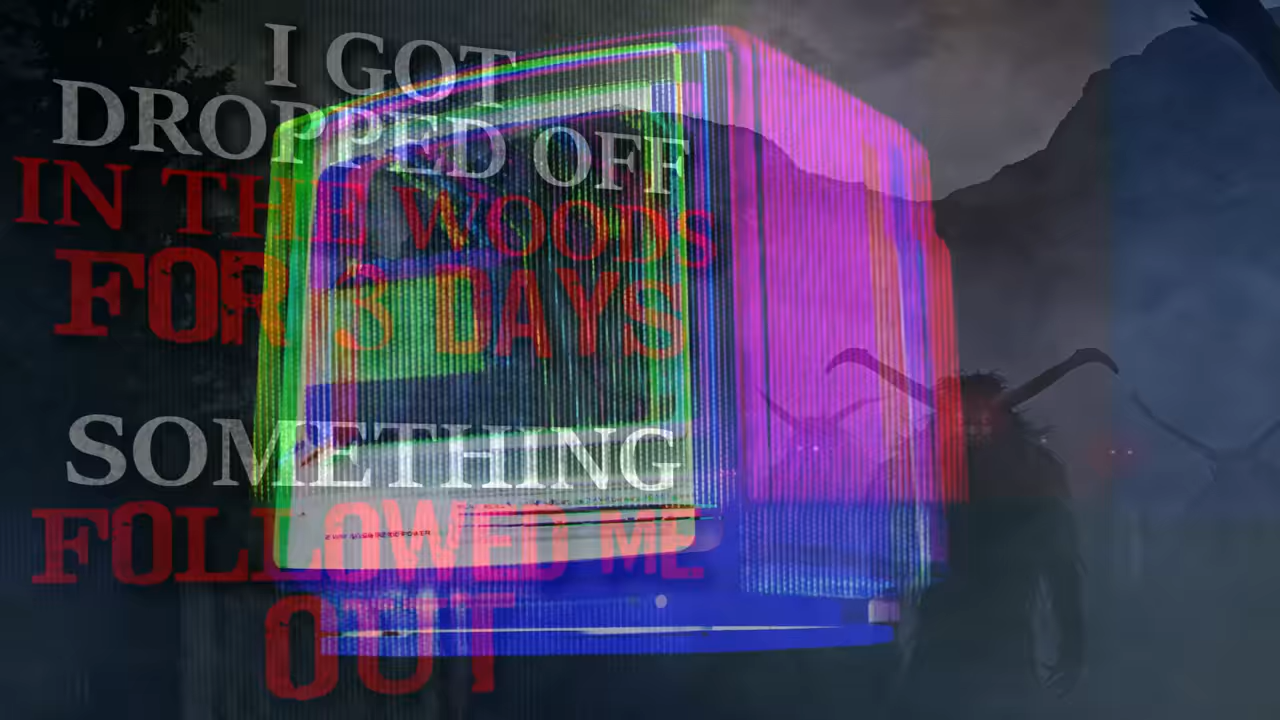 I GOT
DROPPED OFF
IN THE WOODS
FOR 3 DAYS
SOMETHING
FOLLOWED ME
OUT